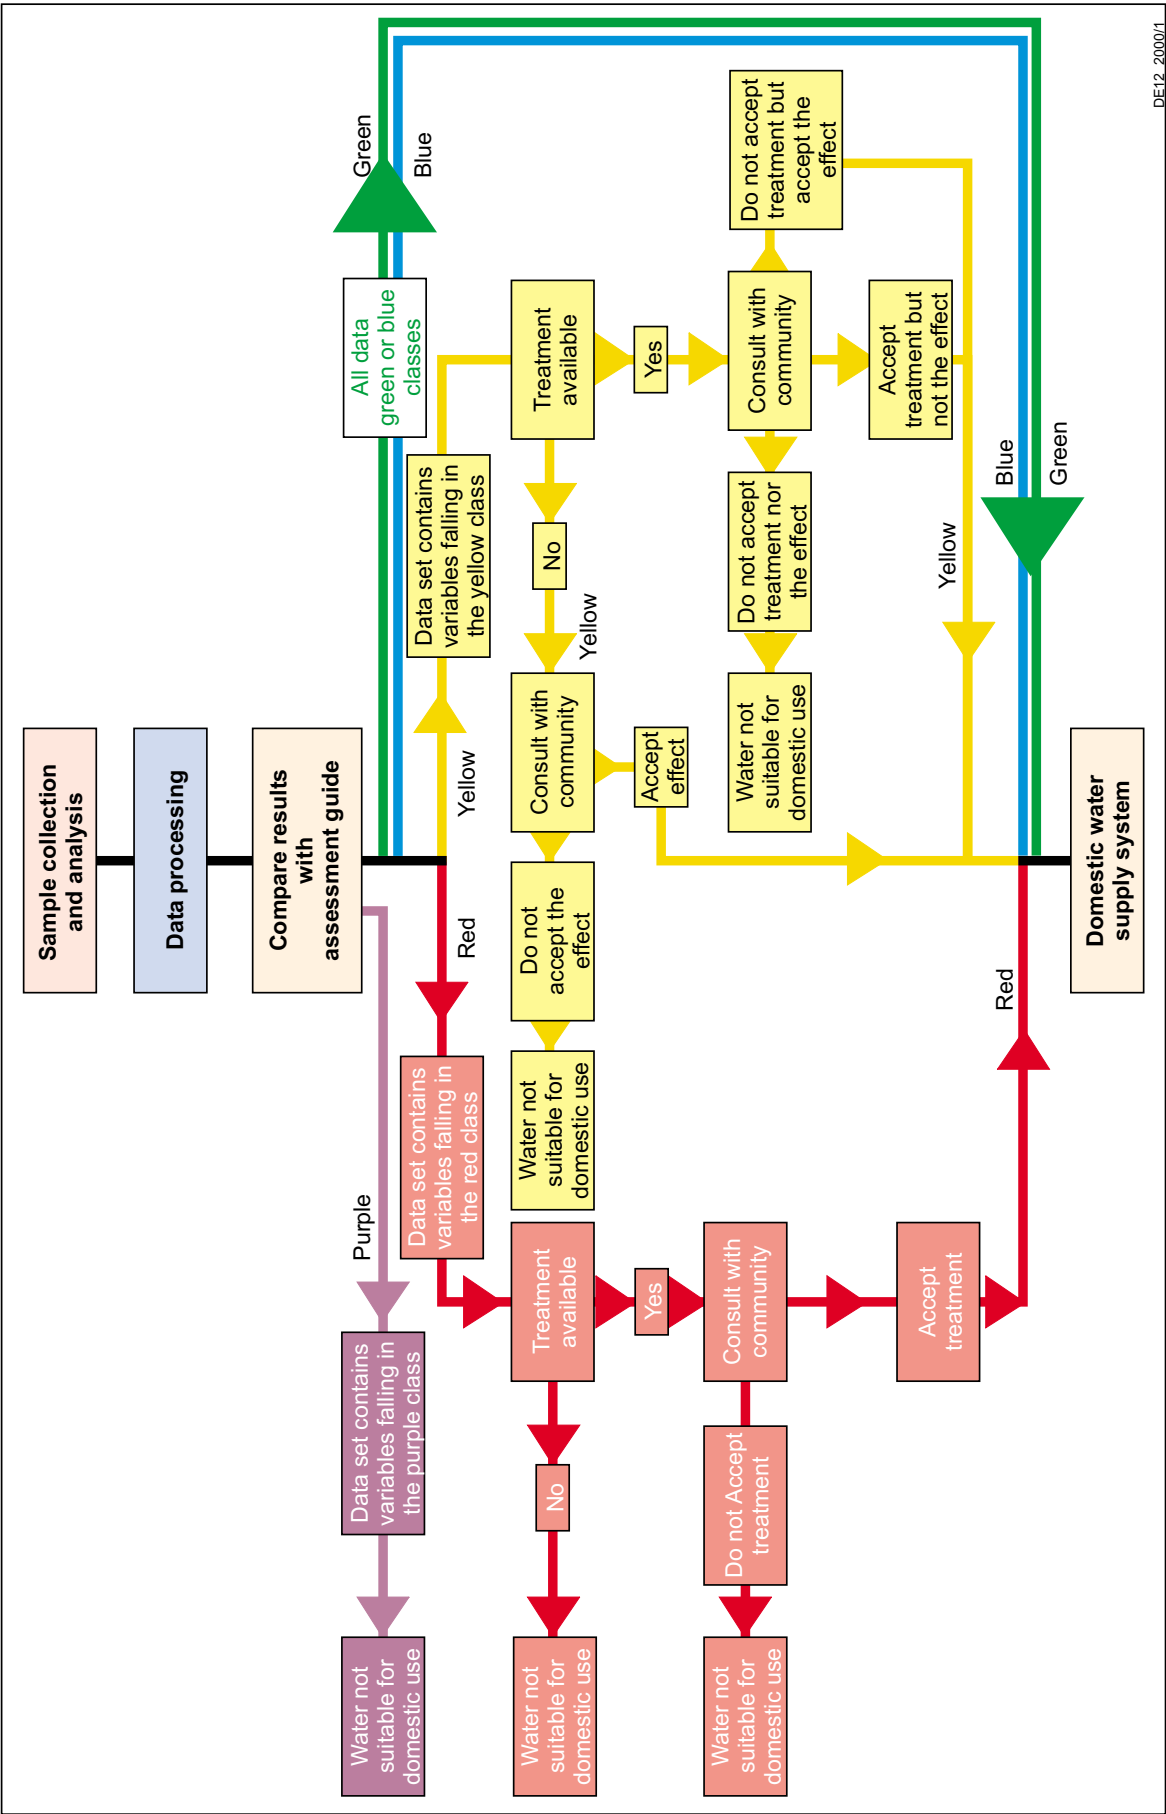 Sample collection
and analysis
Data processing
Compare results
with
assessment guide
Green
Blue
All data
green or blue
classes
Purple
Red
Yellow
Water not
suitable for
domestic use
Data set contains
variables falling in
the purple class
Data set contains
variables falling in
the red class
Data set contains
variables falling in
the yellow class
Water not
suitable for
domestic use
No
Treatment
available
Water not
suitable for
domestic use
Do not
accept the
effect
Consult with
community
Yellow
No
Treatment
available
Yes
Accept
effect
Yes
Water not
suitable for
domestic use
Do not Accept
treatment
Consult with
community
Water not
suitable for
domestic use
Do not accept
treatment nor
the effect
Consult with
community
Do not accept
treatment but
accept the
effect
Accept
treatment
Accept
treatment but
not the effect
Yellow
Red
Blue
Green
Domestic water
supply system
DE12 2000/1